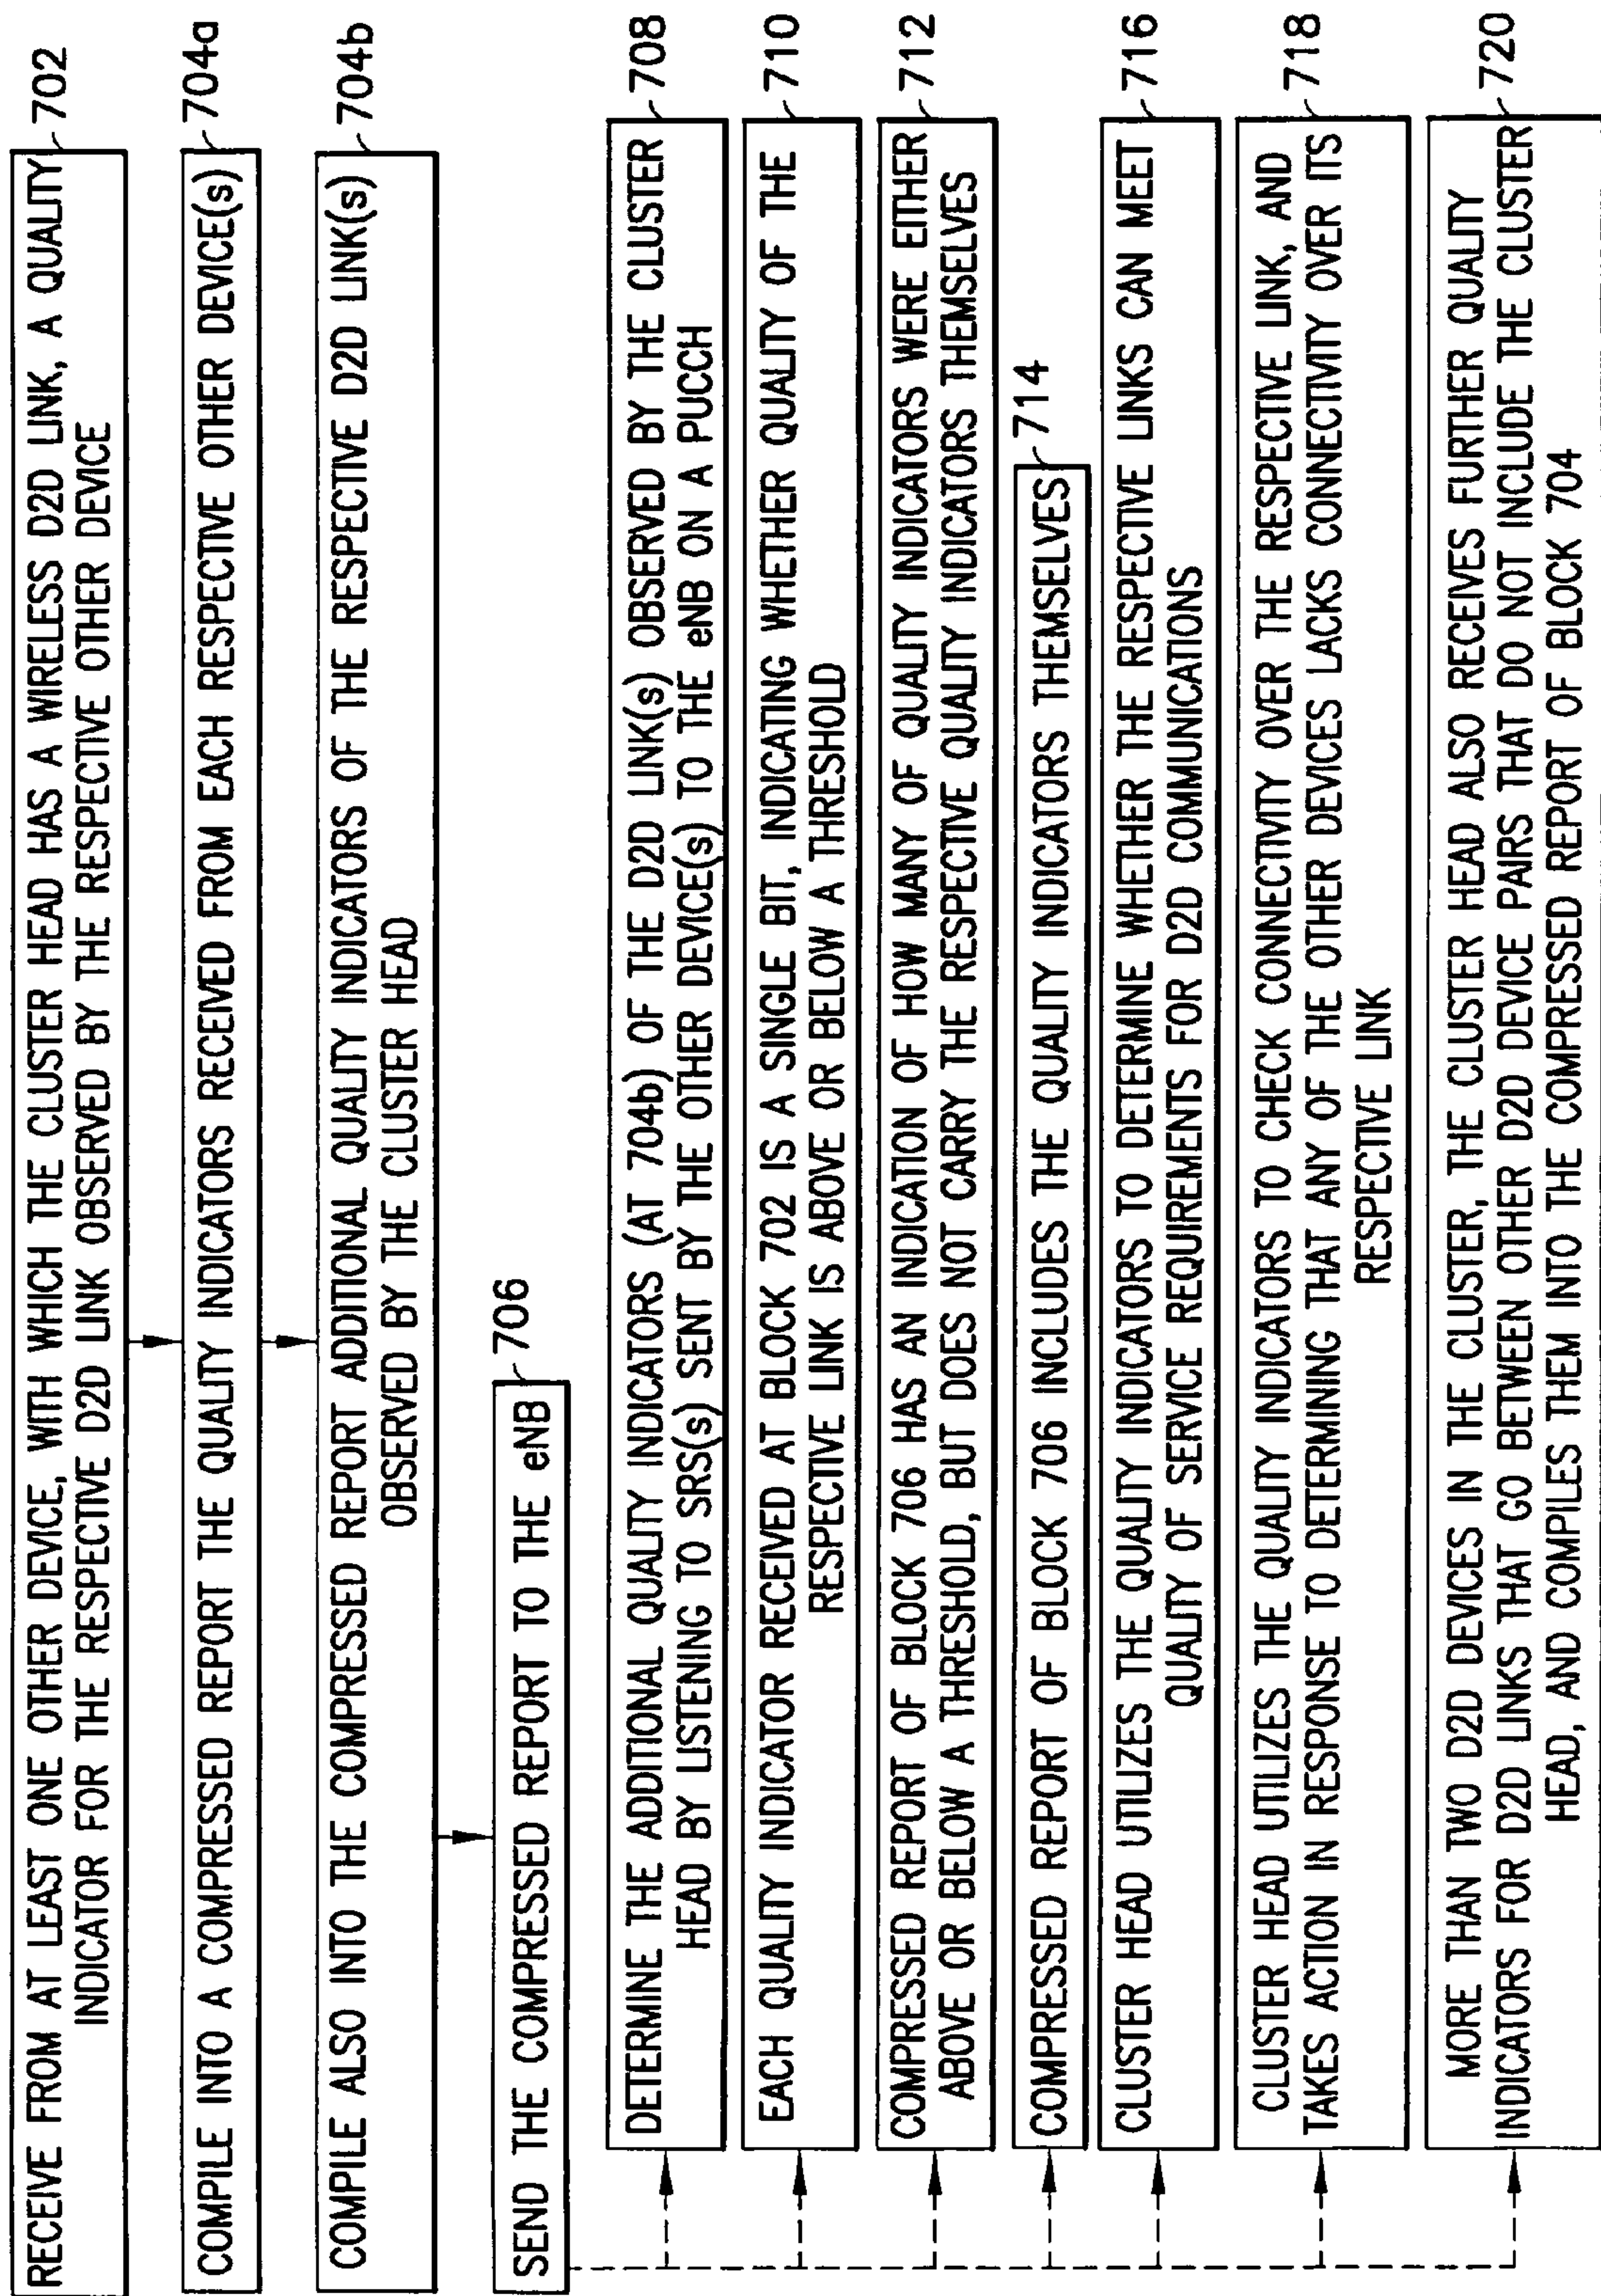 RECEIVE FROM AT LEAST ONE OTHER DEVICE, WITH WHICH THE CLUSTER HEAD HAS A WIRELESS D2D LINK, A QUALITY
INDICATOR FOR THE RESPECTIVE D2D LINK OBSERVED BY THE RESPECTIVE OTHER DEVICE
702
COMPILE INTO A COMPRESSED REPORT THE QUALITY INDICATORS RECEIVED FROM EACH RESPECTIVE OTHER DEVICE(s)
704a
COMPILE ALSO INTO THE COMPRESSED REPORT ADDITIONAL QUALITY INDICATORS OF THE RESPECTIVE D2D LINK(s)
OBSERVED BY THE CLUSTER HEAD
704b
SEND THE COMPRESSED REPORT TO THE eNB
706
DETERMINE THE ADDITIONAL QUALITY INDICATORS (AT 704b) OF THE D2D LINK(s) OBSERVED BY THE CLUSTER
HEAD BY LISTENING TO SRS(s) SENT BY THE OTHER DEVICE(s) TO THE eNB ON A PUCCH
708
EACH QUALITY INDICATOR RECEIVED AT BLOCK 702 IS A SINGLE BIT, INDICATING WHETHER QUALITY OF THE
RESPECTIVE LINK IS ABOVE OR BELOW A THRESHOLD
710
COMPRESSED REPORT OF BLOCK 706 HAS AN INDICATION OF HOW MANY OF QUALITY INDICATORS WERE EITHER
ABOVE OR BELOW A THRESHOLD, BUT DOES NOT CARRY THE RESPECTIVE QUALITY INDICATORS THEMSELVES
712
COMPRESSED REPORT OF BLOCK 706 INCLUDES THE QUALITY INDICATORS THEMSELVES
714
CLUSTER HEAD UTILIZES THE QUALITY INDICATORS TO DETERMINE WHETHER THE RESPECTIVE LINKS CAN MEET
QUALITY OF SERVICE REQUIREMENTS FOR D2D COMMUNICATIONS
716
CLUSTER HEAD UTILIZES THE QUALITY INDICATORS TO CHECK CONNECTIVITY OVER THE RESPECTIVE LINK, AND
TAKES ACTION IN RESPONSE TO DETERMINING THAT ANY OF THE OTHER DEVICES LACKS CONNECTIVITY OVER ITS
RESPECTIVE LINK
718
MORE THAN TWO D2D DEVICES IN THE CLUSTER, THE CLUSTER HEAD ALSO RECEIVES FURTHER QUALITY
INDICATORS FOR D2D LINKS THAT GO BETWEEN OTHER D2D DEVICE PAIRS THAT DO NOT INCLUDE THE CLUSTER
HEAD, AND COMPILES THEM INTO THE COMPRESSED REPORT OF BLOCK 704
720